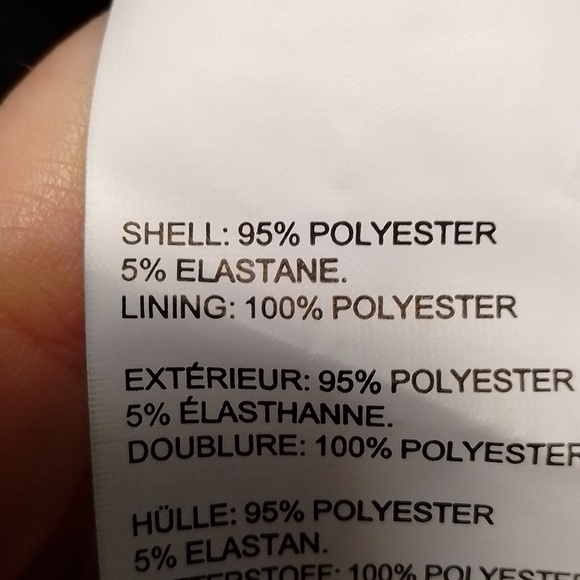 SHELL: 95% POLYESTER
5% ELASTANE.
LINING: 100% POLYESTER
EXTÉRIEUR: 95% POLYESTER
5% ÉLASTHANNE.
DOUBLURE: 100% POLYESTER
HÜLLE: 95% POLYESTER
5% ELASTAN.
100%